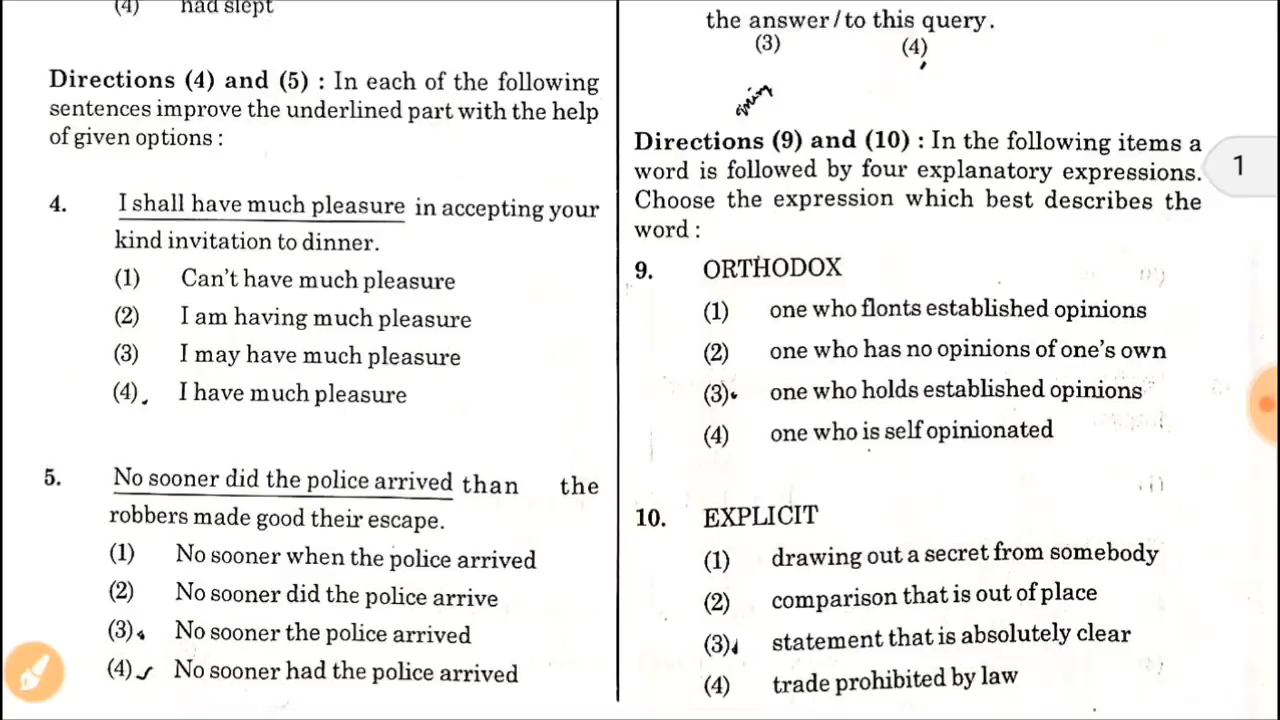 (4) had slept
Directions (4) and (5) : In each of the following
sentences improve the underlined part with the help
of given options :
4. I shall have much pleasure in accepting your
kind invitation to dinner.
(1) Can't have much pleasure
(2) I am having much pleasure
(3) I may have much pleasure
(4) I have much pleasure
5. No sooner did the police arrived than the
robbers made good their escape.
(1) No sooner when the police arrived
(2) No sooner did the police arrive
(3) No sooner the police arrived
(4) No sooner had the police arrived
the answer/to this query.
(3) (4)
Directions (9) and (10) : In the following items a
word is followed by four explanatory expressions.
Choose the expression which best describes the
word :
9. ORTHODOX
(1) one who flonts established opinions
(2) one who has no opinions of one's own
(3) one who holds established opinions
(4) one who is self opinionated
10. EXPLICIT
(1) drawing out a secret from somebody
(2) comparison that is out of place
(3) statement that is absolutely clear
(4) trade prohibited by law
1